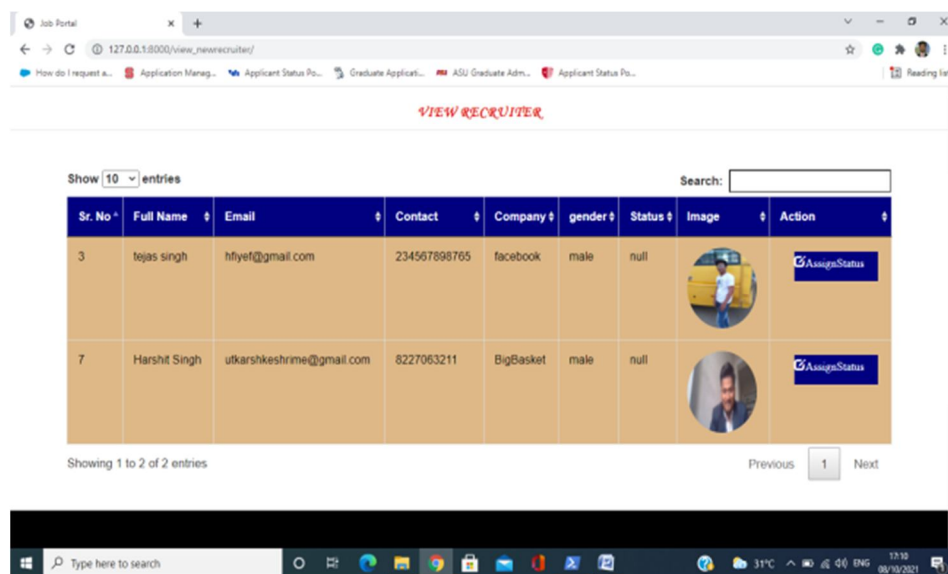 Job Portal
127.0.0.1:8000/view_newrecruiter/
How do I request a... Application Manag... Applicant Status Po... Graduate Applicati... ASU Graduate Adm... Applicant Status Po... Reading list
VIEW RECRUITER
Show 10 entries Search:
Sr. No Full Name Email Contact Company gender Status Image Action
3 tejas singh hfiyef@gmail.com 234567898765 facebook male null AssignStatus
7 Harshit Singh utkarshkeshrime@gmail.com 8227063211 BigBasket male null AssignStatus
Showing 1 to 2 of 2 entries Previous 1 Next
Type here to search 31°C ENG 17:10
08/10/2021